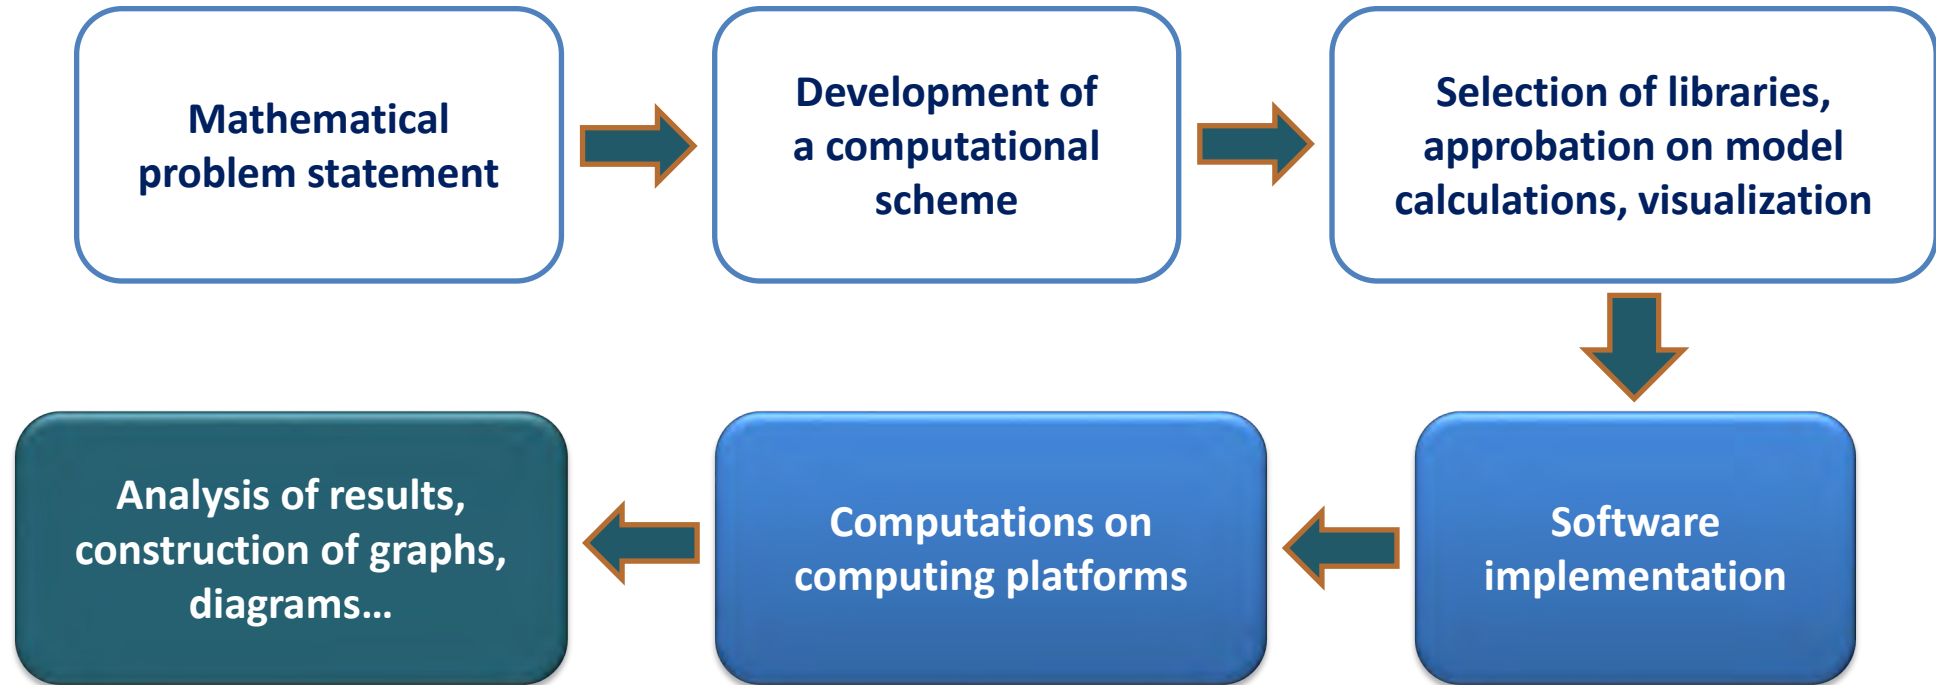 Mathematical
problem statement
Development of
a computational
scheme
Selection of libraries,
approbation on model
calculations, visualization
Software
implementation
Computations on
computing platforms
Analysis of results,
construction of graphs,
diagrams…